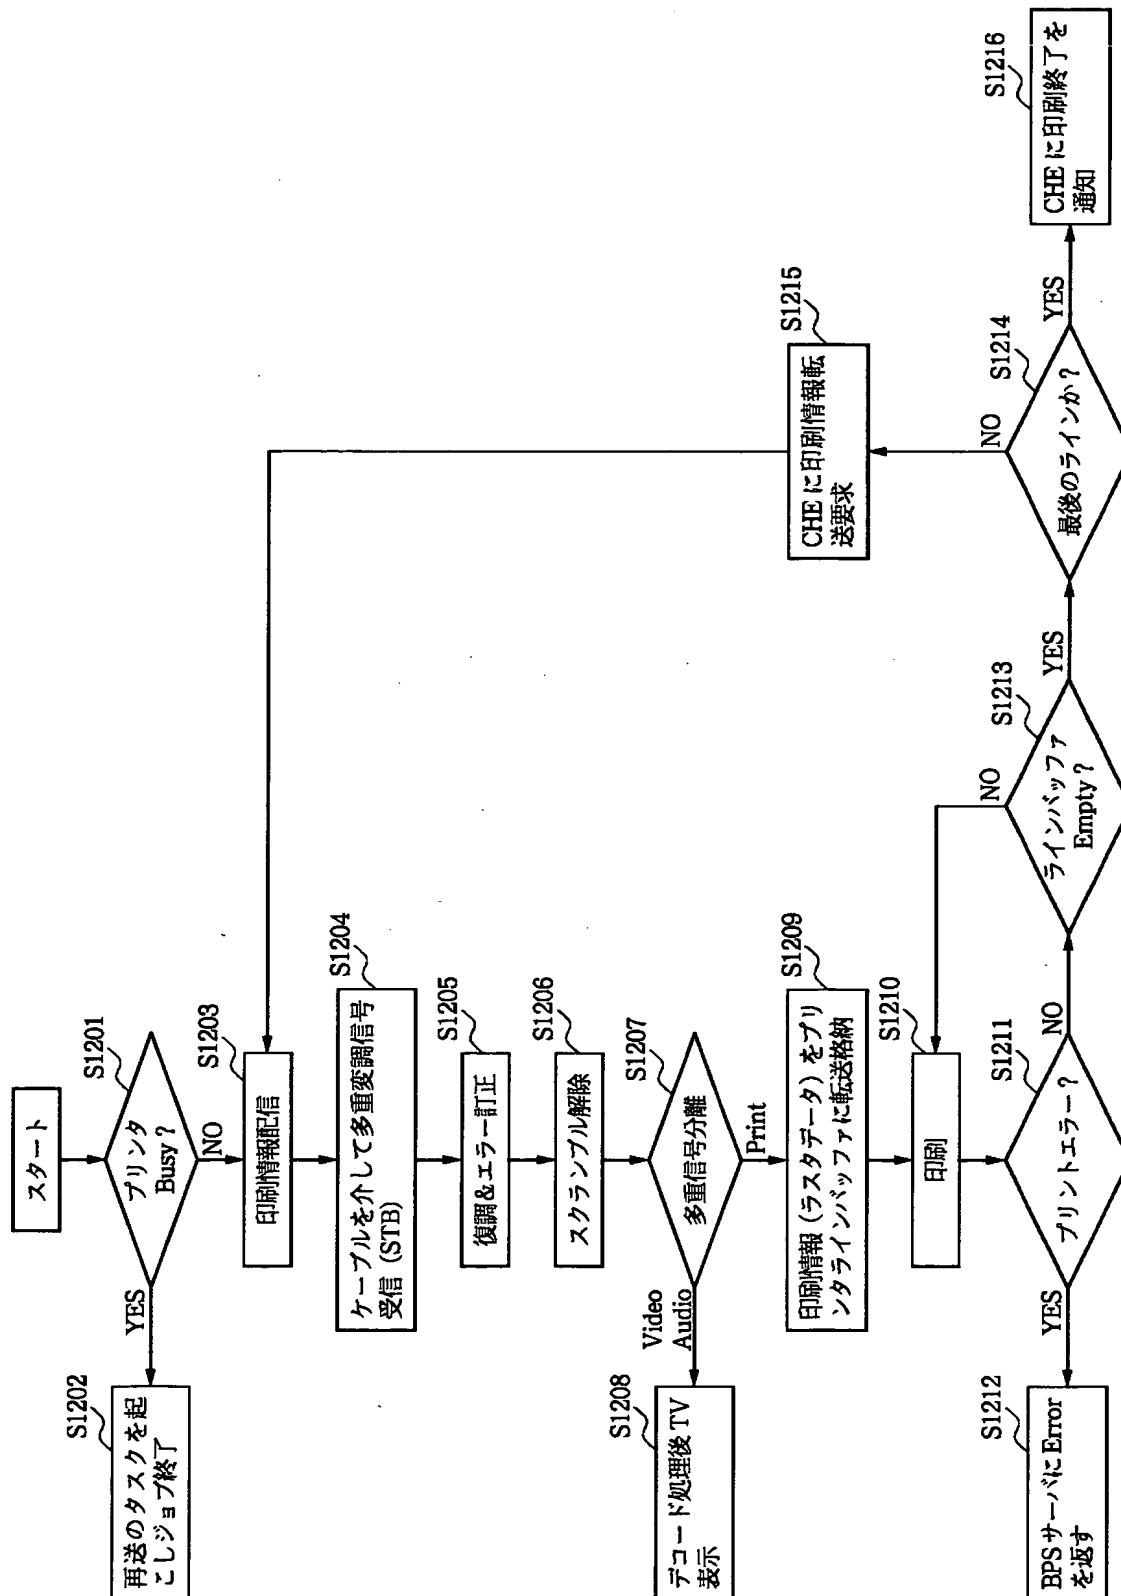 スタート
S1201
プリンタ
Busy？
YES
NO
S1202
再送のタスクを起
こしジョブ終了
S1203
印刷情報配信
S1204
ケーブルを介して多重変調信号
受信 (STB)
S1205
復調＆エラー訂正
S1206
スクランブル解除
S1207
多重信号分離
Video
Audio
Print
S1208
デコード処理後TV
表示
S1209
印刷情報 (ラスタデータ) をプリ
ンタラインバッファに転送格納
S1210
印刷
S1211
プリントエラー？
YES
NO
S1212
BPSサーバにError
を返す
S1213
ラインバッファ
Empty？
NO
YES
S1214
最後のラインか？
NO
YES
S1215
CHEに印刷情報転
送要求
S1216
CHEに印刷終了を
通知